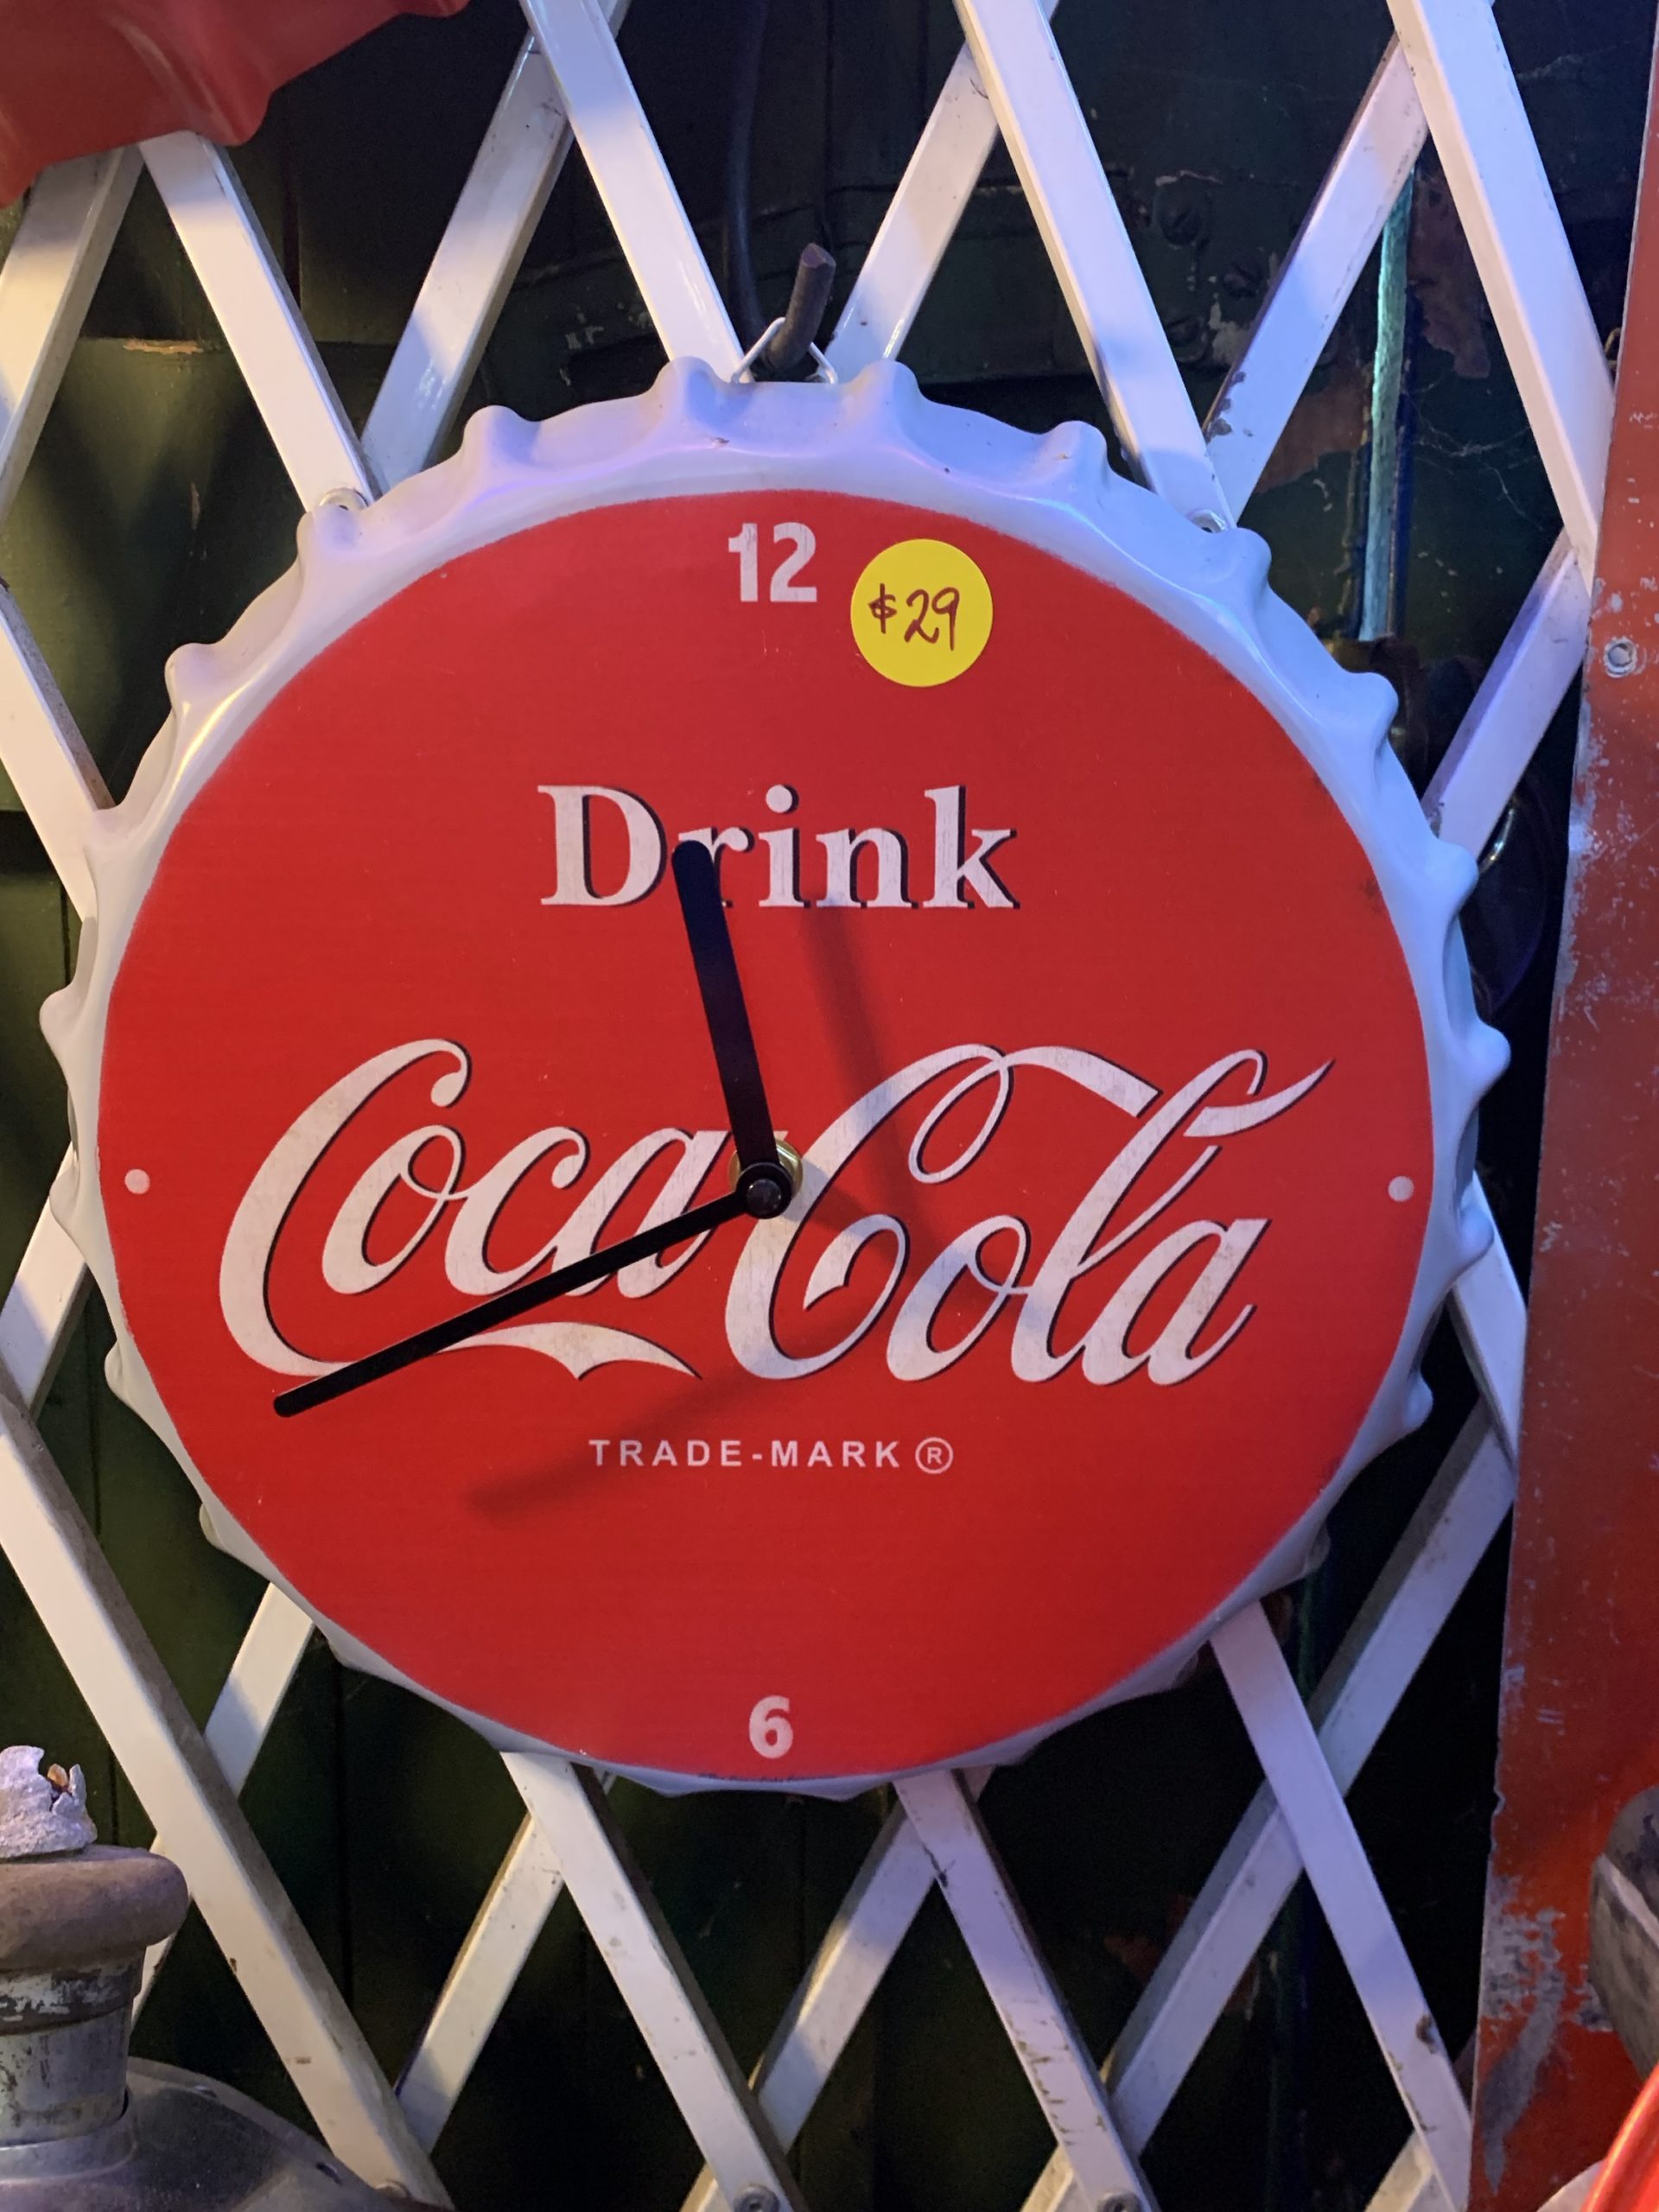 12
$29
Drink
Coca-Cola
TRADE-MARK ®
6